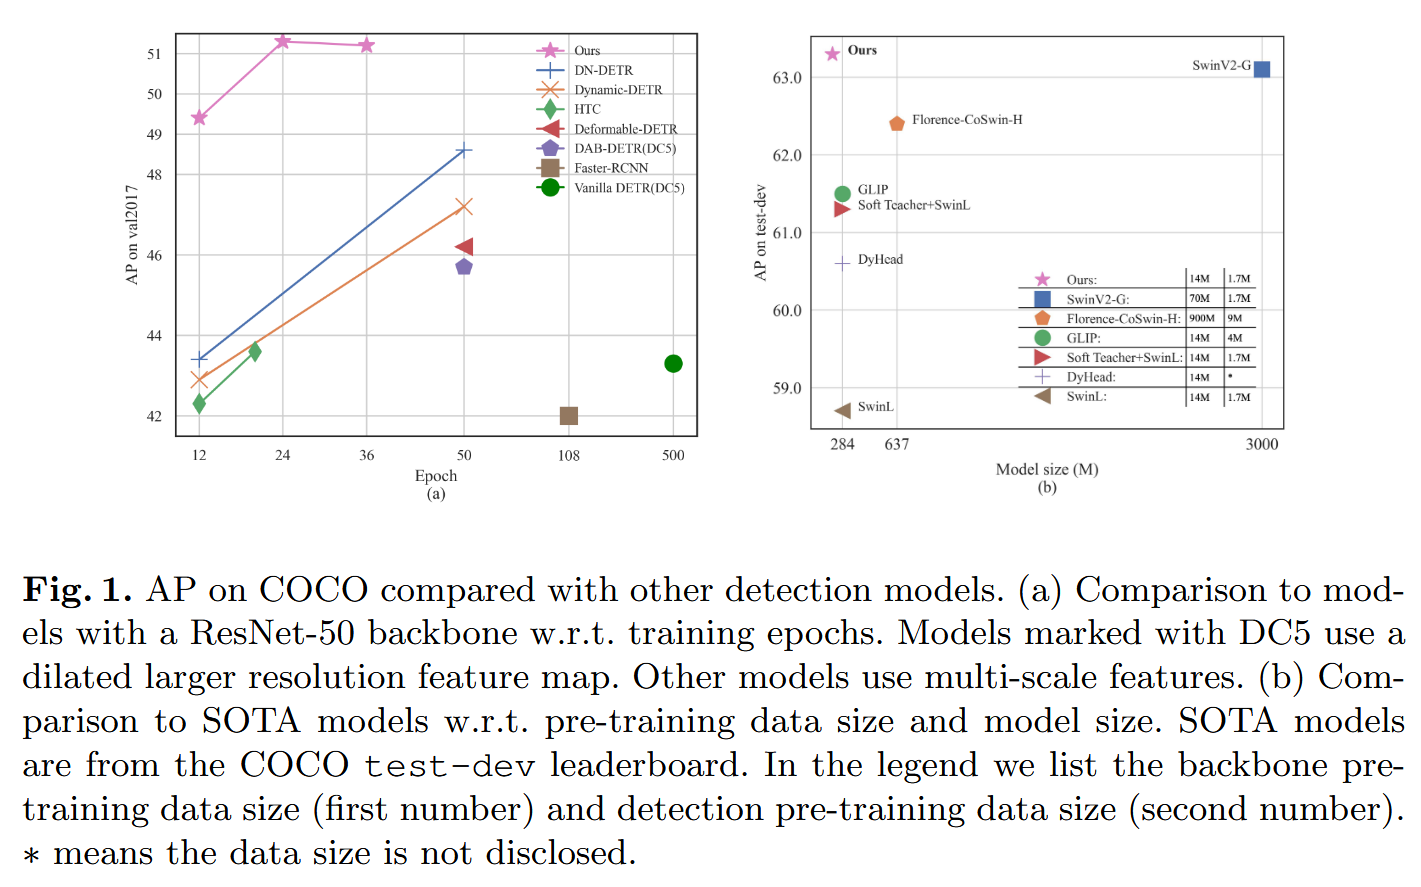 51
50
49
48
46
44
42
AP on val2017
12 24 36 50 108 500
Epoch
(a)
Ours
DN-DETR
Dynamic-DETR
HTC
Deformable-DETR
DAB-DETR(DC5)
Faster-RCNN
Vanilla DETR(DC5)
63.0
62.0
61.0
60.0
59.0
AP on test-dev
Ours
SwinV2-G
Florence-CoSwin-H
GLIP
Soft Teacher+SwinL
DyHead
SwinL
Ours: 14M 1.7M
SwinV2-G: 70M 1.7M
Florence-CoSwin-H: 900M 9M
GLIP: 14M 4M
Soft Teacher+SwinL: 14M 1.7M
DyHead: 14M *
SwinL: 14M 1.7M
284 637 3000
Model size (M)
(b)
Fig. 1. AP on COCO compared with other detection models. (a) Comparison to mod-
els with a ResNet-50 backbone w.r.t. training epochs. Models marked with DC5 use a
dilated larger resolution feature map. Other models use multi-scale features. (b) Com-
parison to SOTA models w.r.t. pre-training data size and model size. SOTA models
are from the COCO test-dev leaderboard. In the legend we list the backbone pre-
training data size (first number) and detection pre-training data size (second number).
* means the data size is not disclosed.